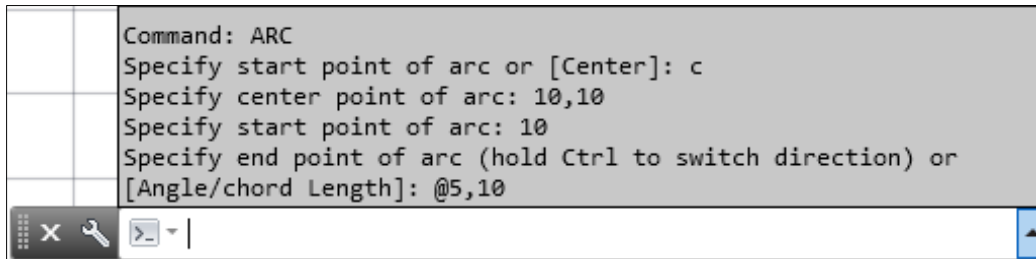 Command: ARC
Specify start point of arc or [Center]: c
Specify center point of arc: 10,10
Specify start point of arc: 10
Specify end point of arc (hold Ctrl to switch direction) or
[Angle/chord Length]: @5,10